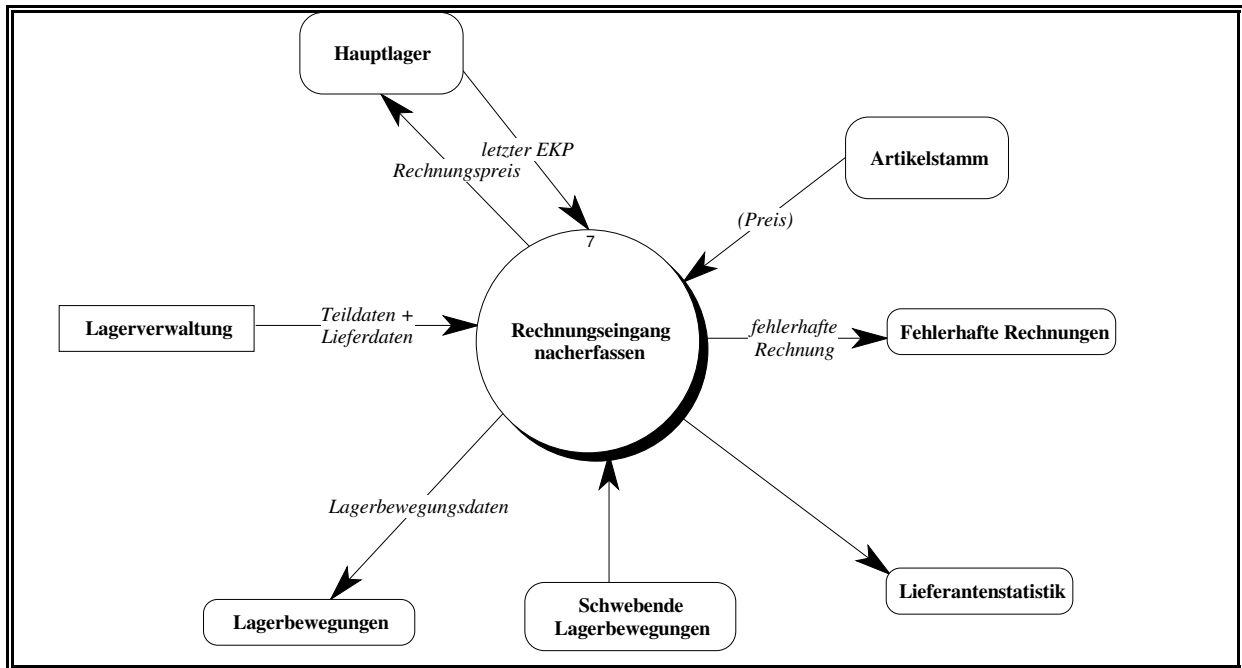 Hauptlager
letzter EKP
Rechnungspreis
Artikelstamm
(Preis)
7
Lagerverwaltung
Teildaten +
Lieferdaten
Rechnungseingang
nacherfassen
fehlerhafte
Rechnung
Fehlerhafte Rechnungen
Lagerbewegungsdaten
Lagerbewegungen
Schwebende
Lagerbewegungen
Lieferantenstatistik